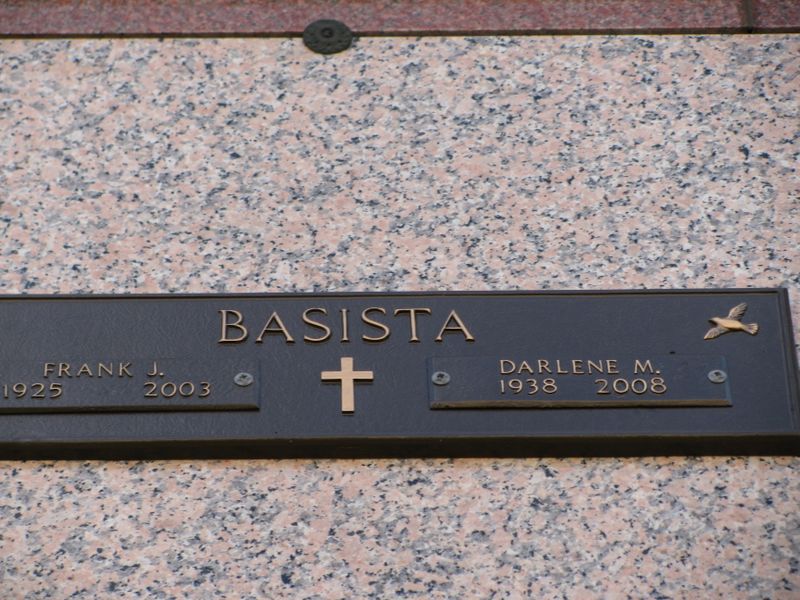 BASISTA
FRANK J.
1925 2003
DARLENE M.
1938 2008